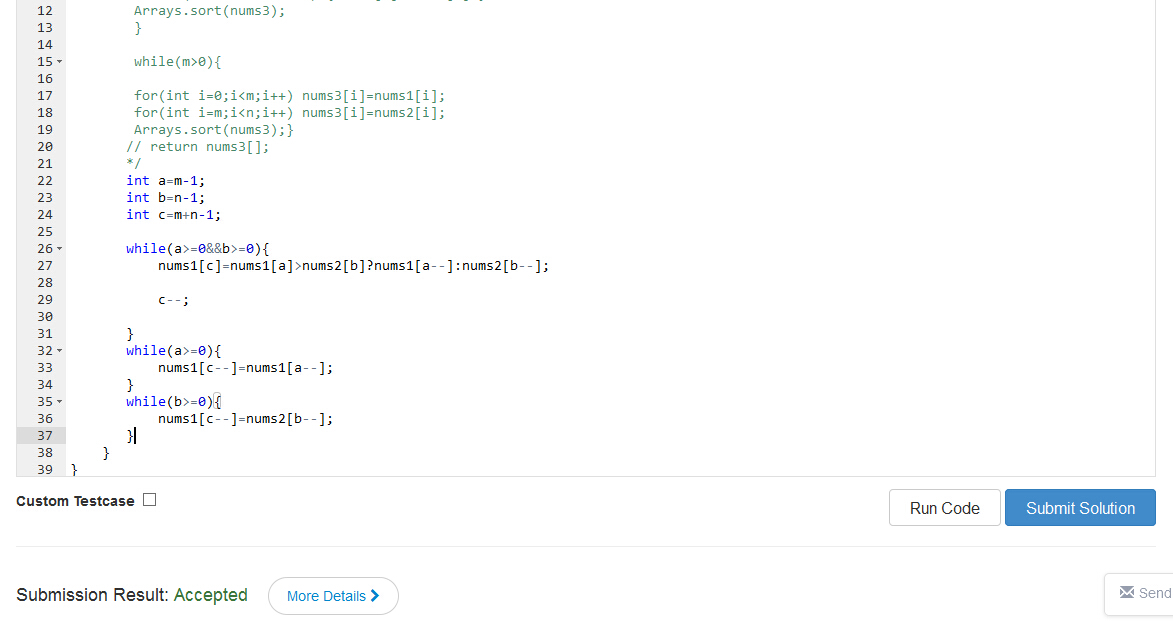 12 Arrays.sort(nums3);
13 }
14
15 while(m>0){
16
17 for(int i=0;i<m;i++) nums3[i]=nums1[i];
18 for(int i=m;i<n;i++) nums3[i]=nums2[i];
19 Arrays.sort(nums3);}
20 // return nums3[];
21 */
22 int a=m-1;
23 int b=n-1;
24 int c=m+n-1;
25
26 while(a>=0&&b>=0){
27 nums1[c]=nums1[a]>nums2[b]?nums1[a--]:nums2[b--];
28
29 c--;
30
31 }
32 while(a>=0){
33 nums1[c--]=nums1[a--];
34 }
35 while(b>=0){
36 nums1[c--]=nums2[b--];
37 }
38 }
39 }
Custom Testcase
Run Code
Submit Solution
Submission Result: Accepted
More Details
Send